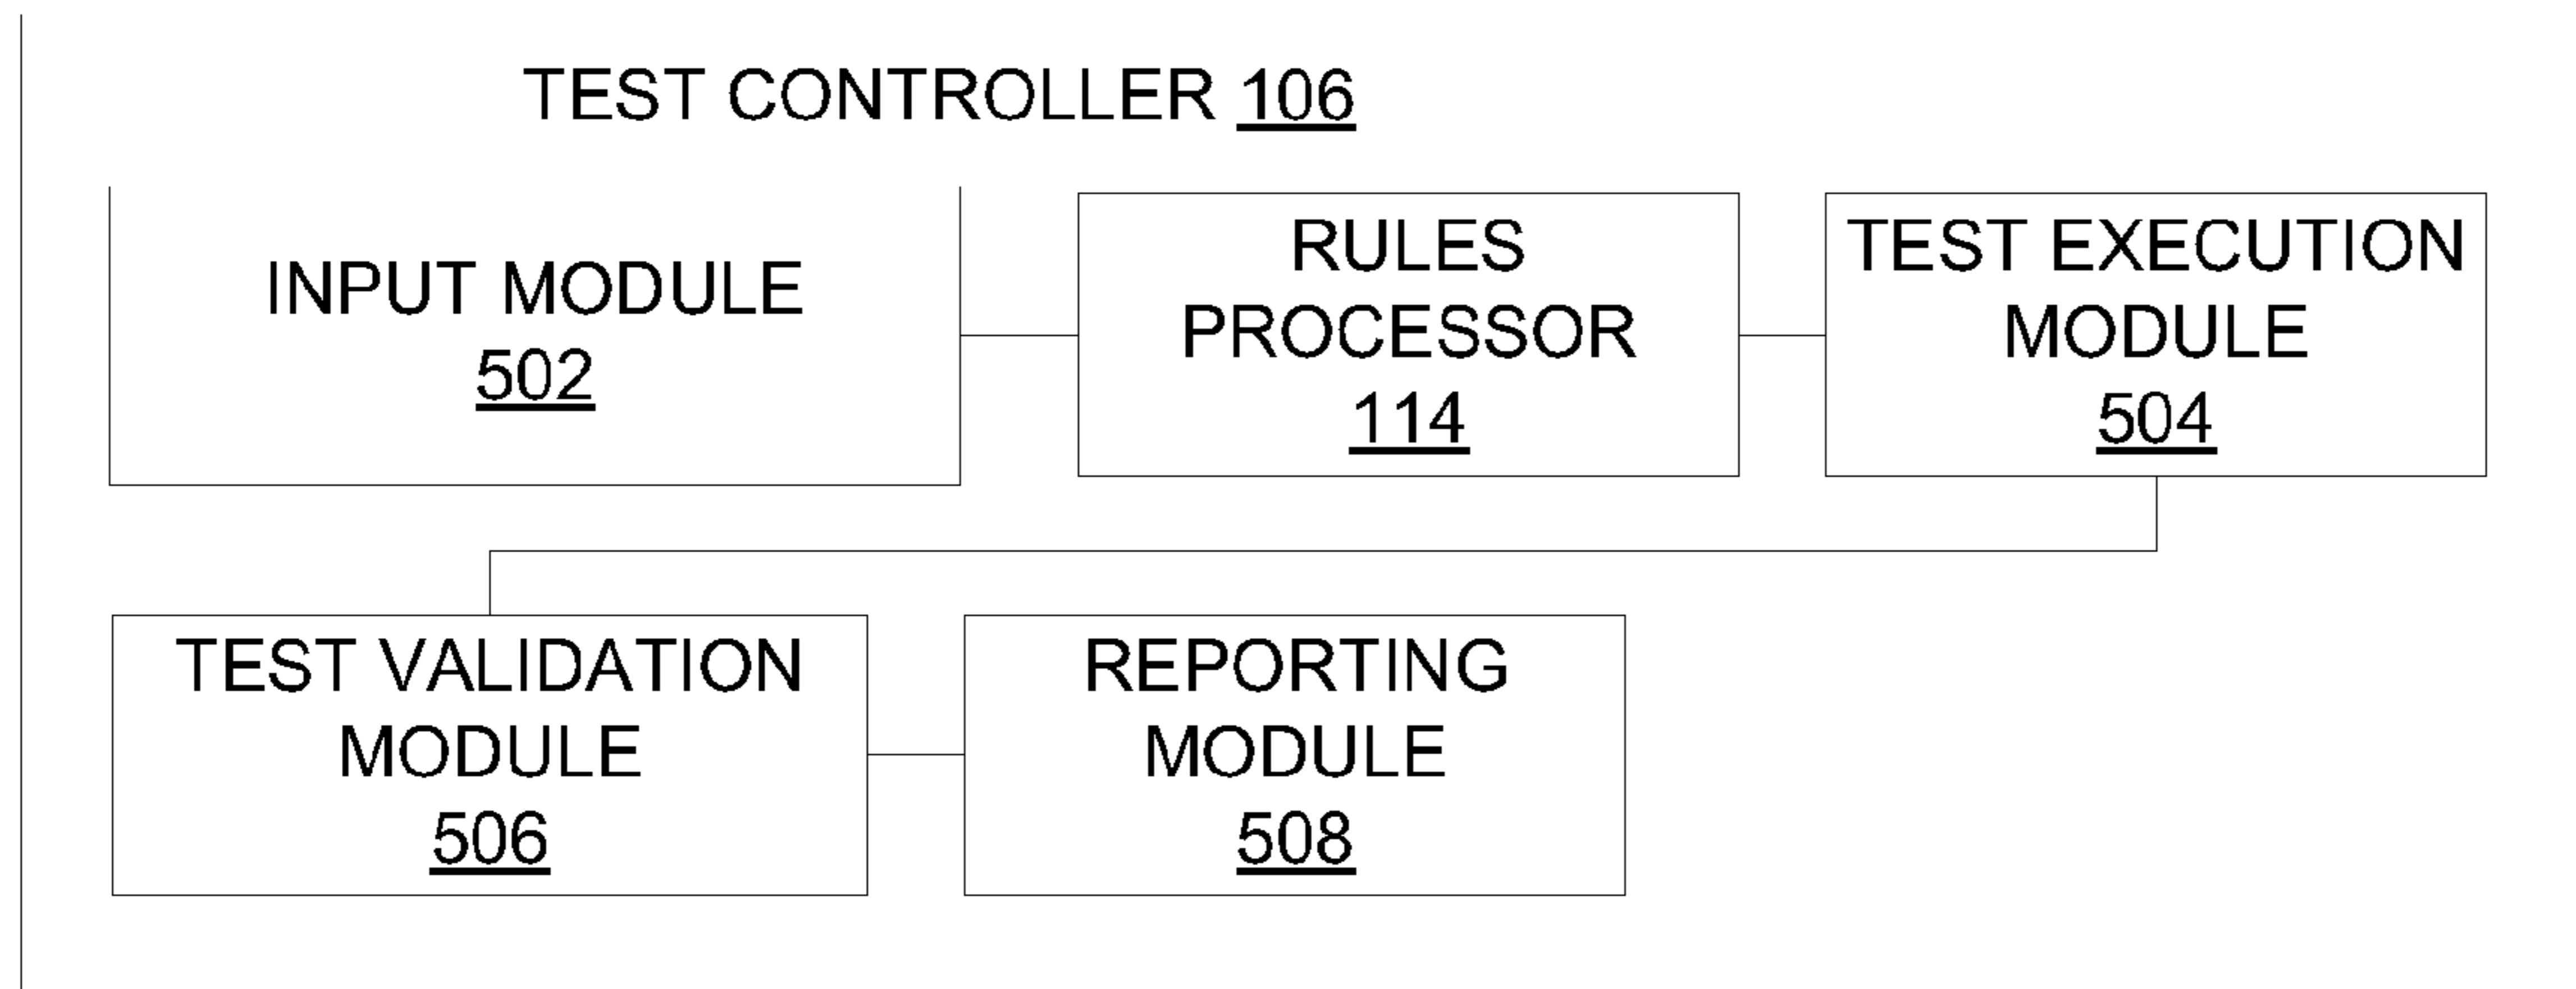 TEST CONTROLLER 106
INPUT MODULE
502
RULES
PROCESSOR
114
TEST EXECUTION
MODULE
504
TEST VALIDATION
MODULE
506
REPORTING
MODULE
508